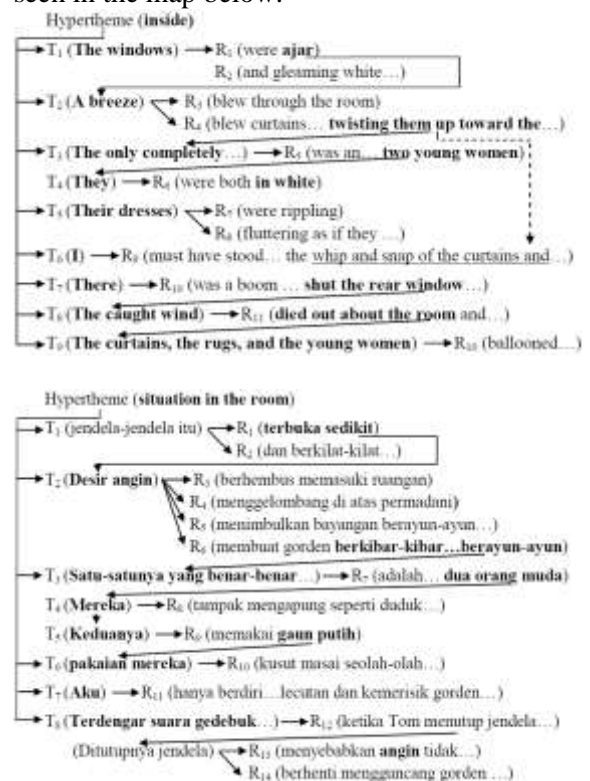 seen in the map below:
Hypertheme (inside)
T₁ (The windows) R₁ (were ajar)
R₂ (and gleaming white…)
T₂ (A breeze) R₃ (blew through the room)
R₄ (blew curtains… twisting them up toward the…)
T₃ (The only completely…) R₅ (was an… two young women)
T₄ (They) R₆ (were both in white)
T₅ (Their dresses) R₇ (were rippling)
R₈ (fluttering as if they …)
T₆ (I) R₉ (must have stood… the whip and snap of the curtains and…)
T₇ (There) R₁₀ (was a boom … shut the rear window…)
T₈ (The caught wind) R₁₁ (died out about the room and…)
T₉ (The curtains, the rugs, and the young women) (ballooned…)
Hypertheme (situation in the room)
T₁ (jendela-jendela itu) R₁ (terbuka sedikit)
R₂ (dan berkilat-kilat…)
T₂ (Desir angin) R₃ (berhembus memasuki ruangan)
R₄ (menggelombang di atas permadani)
R₅ (menimbulkan bayangan berayun-ayun…)
R₆ (membuat gorden berkibar-kibar…berayun-ayun)
T₃ (Satu-satunya yang benar-benar…) R₇ (adalah… dua orang muda)
T₄ (Mereka) R₈ (tampak mengapung seperti duduk…)
T₅ (Keduanya) R₉ (memakai gaun putih)
T₆ (pakaian mereka) R₁₀ (kusut masai seolah-olah…)
T₇ (Aku) R₁₁ (hanya berdiri…lecutan dan kemerisik gorden…)
T₈ (Terdengar suara gedebuk…) R₁₂ (ketika Tom menutup jendela…)
(Ditutupnya jendela) R₁₃ (menyebabkan angin tidak…)
R₁₄ (berhenti mengguncang gorden …)